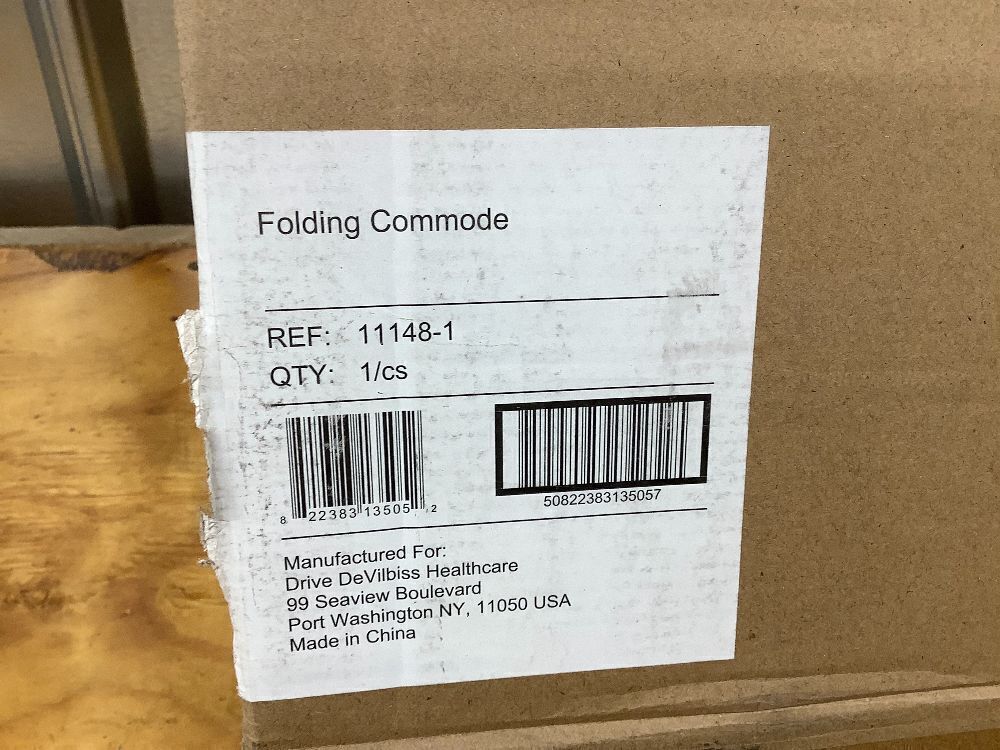 Folding Commode
REF: 11148-1
QTY: 1/cs
8 22383 13505 2
50822383135057
Manufactured For:
Drive DeVilbiss Healthcare
99 Seaview Boulevard
Port Washington NY, 11050 USA
Made in China